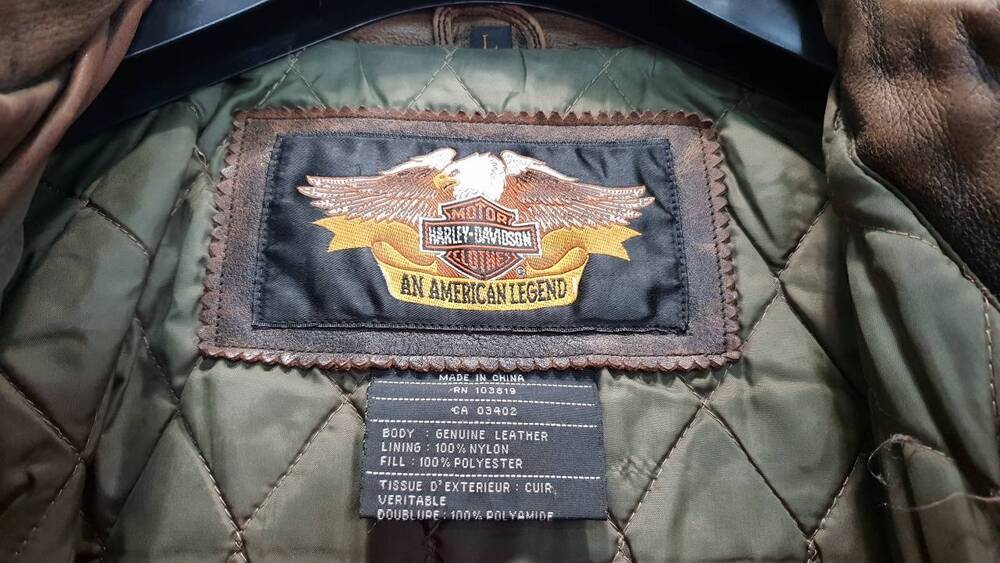 L
MOTOR
HARLEY-DAVIDSON
CLOTHES
®
AN AMERICAN LEGEND
MADE IN CHINA
RN 103819
CA 03402
BODY : GENUINE LEATHER
LINING : 100% NYLON
FILL : 100% POLYESTER
TISSUE D'EXTERIEUR : CUIR
VERITABLE
DOUBLURE : 100% POLYAMIDE